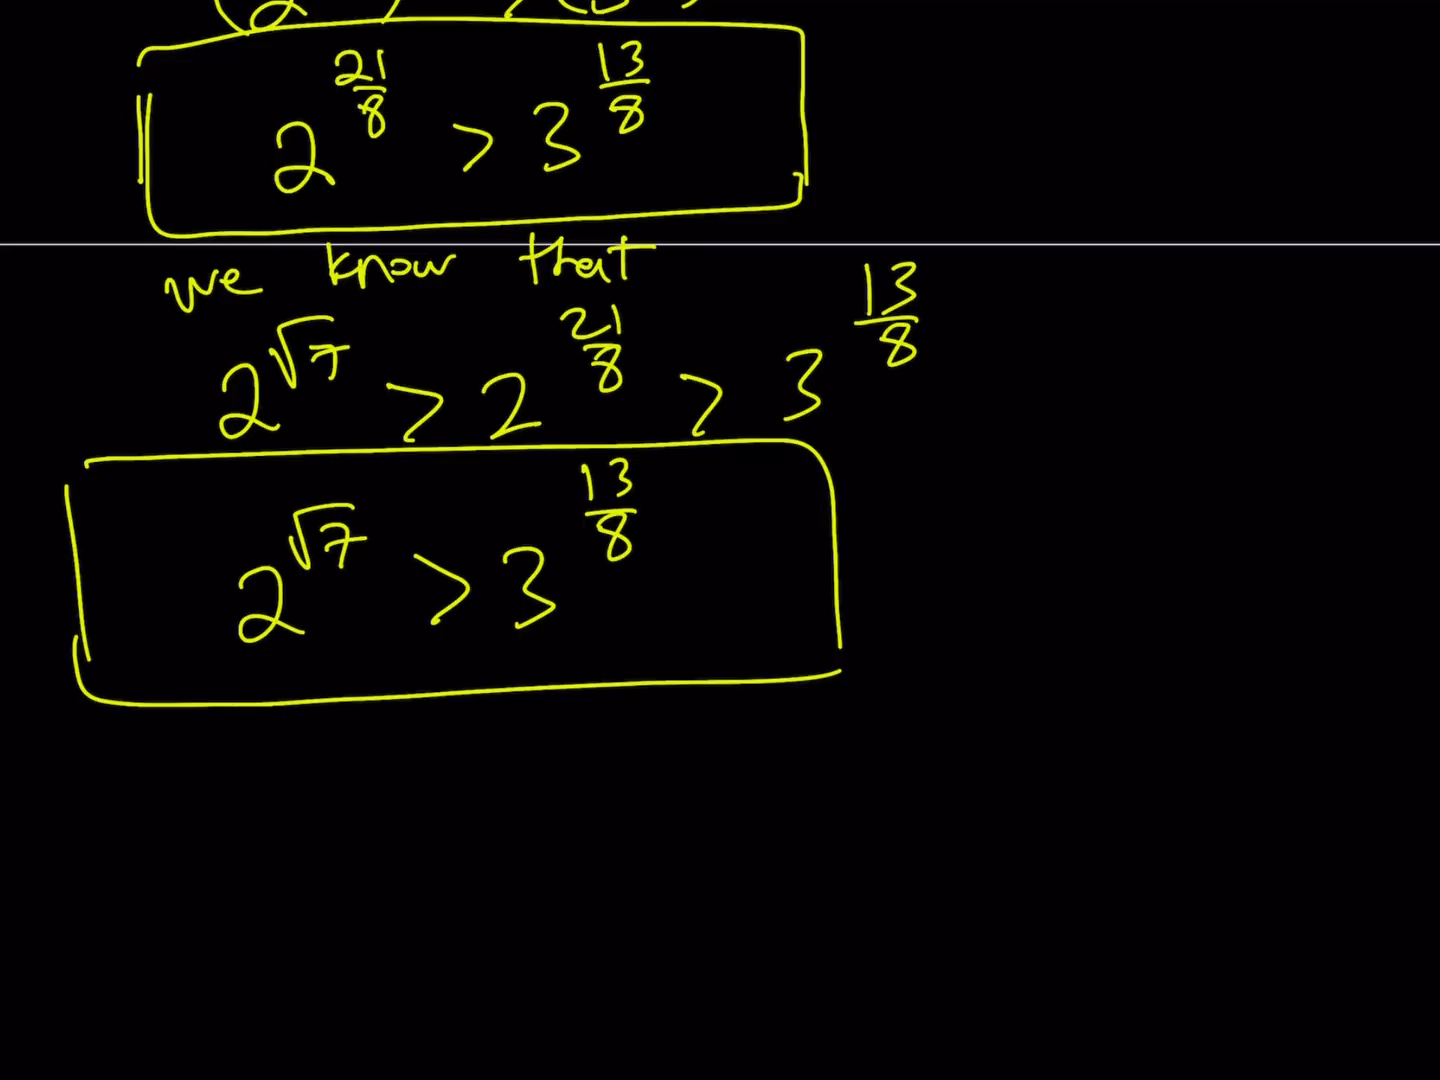 2^(21/8) > 3^(13/8)
we know that
2^√7 > 2^(21/8) > 3^(13/8)
2^√7 > 3^(13/8)